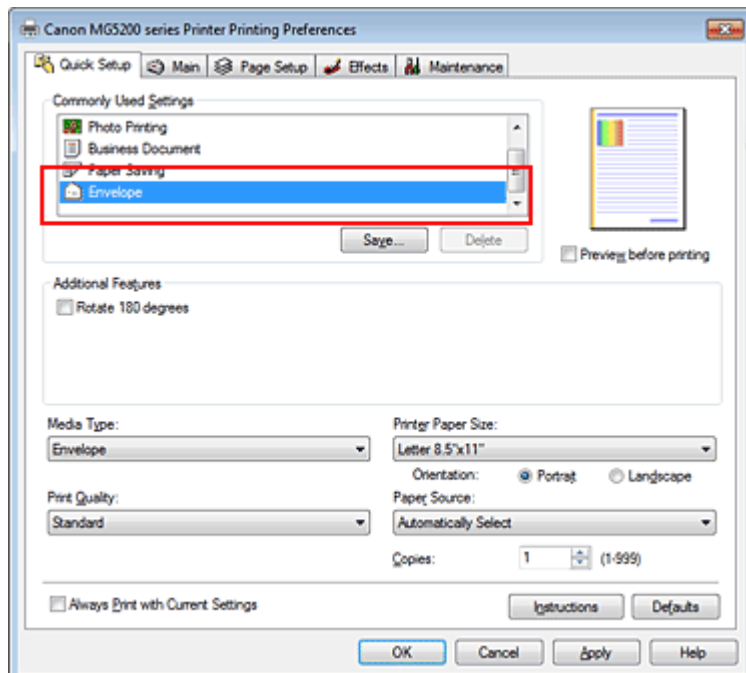 Canon MG5200 series Printer Printing Preferences
Quick Setup Main Page Setup Effects Maintenance
Commonly Used Settings
Photo Printing
Business Document
Paper Saving
Envelope
Save... Delete
Preview before printing
Additional Features
Rotate 180 degrees
Media Type: Printer Paper Size:
Envelope Letter 8.5"x11"
Orientation: Portrait Landscape
Print Quality: Paper Source:
Standard Automatically Select
Copies: 1 (1-999)
Always Print with Current Settings Instructions Defaults
OK Cancel Apply Help